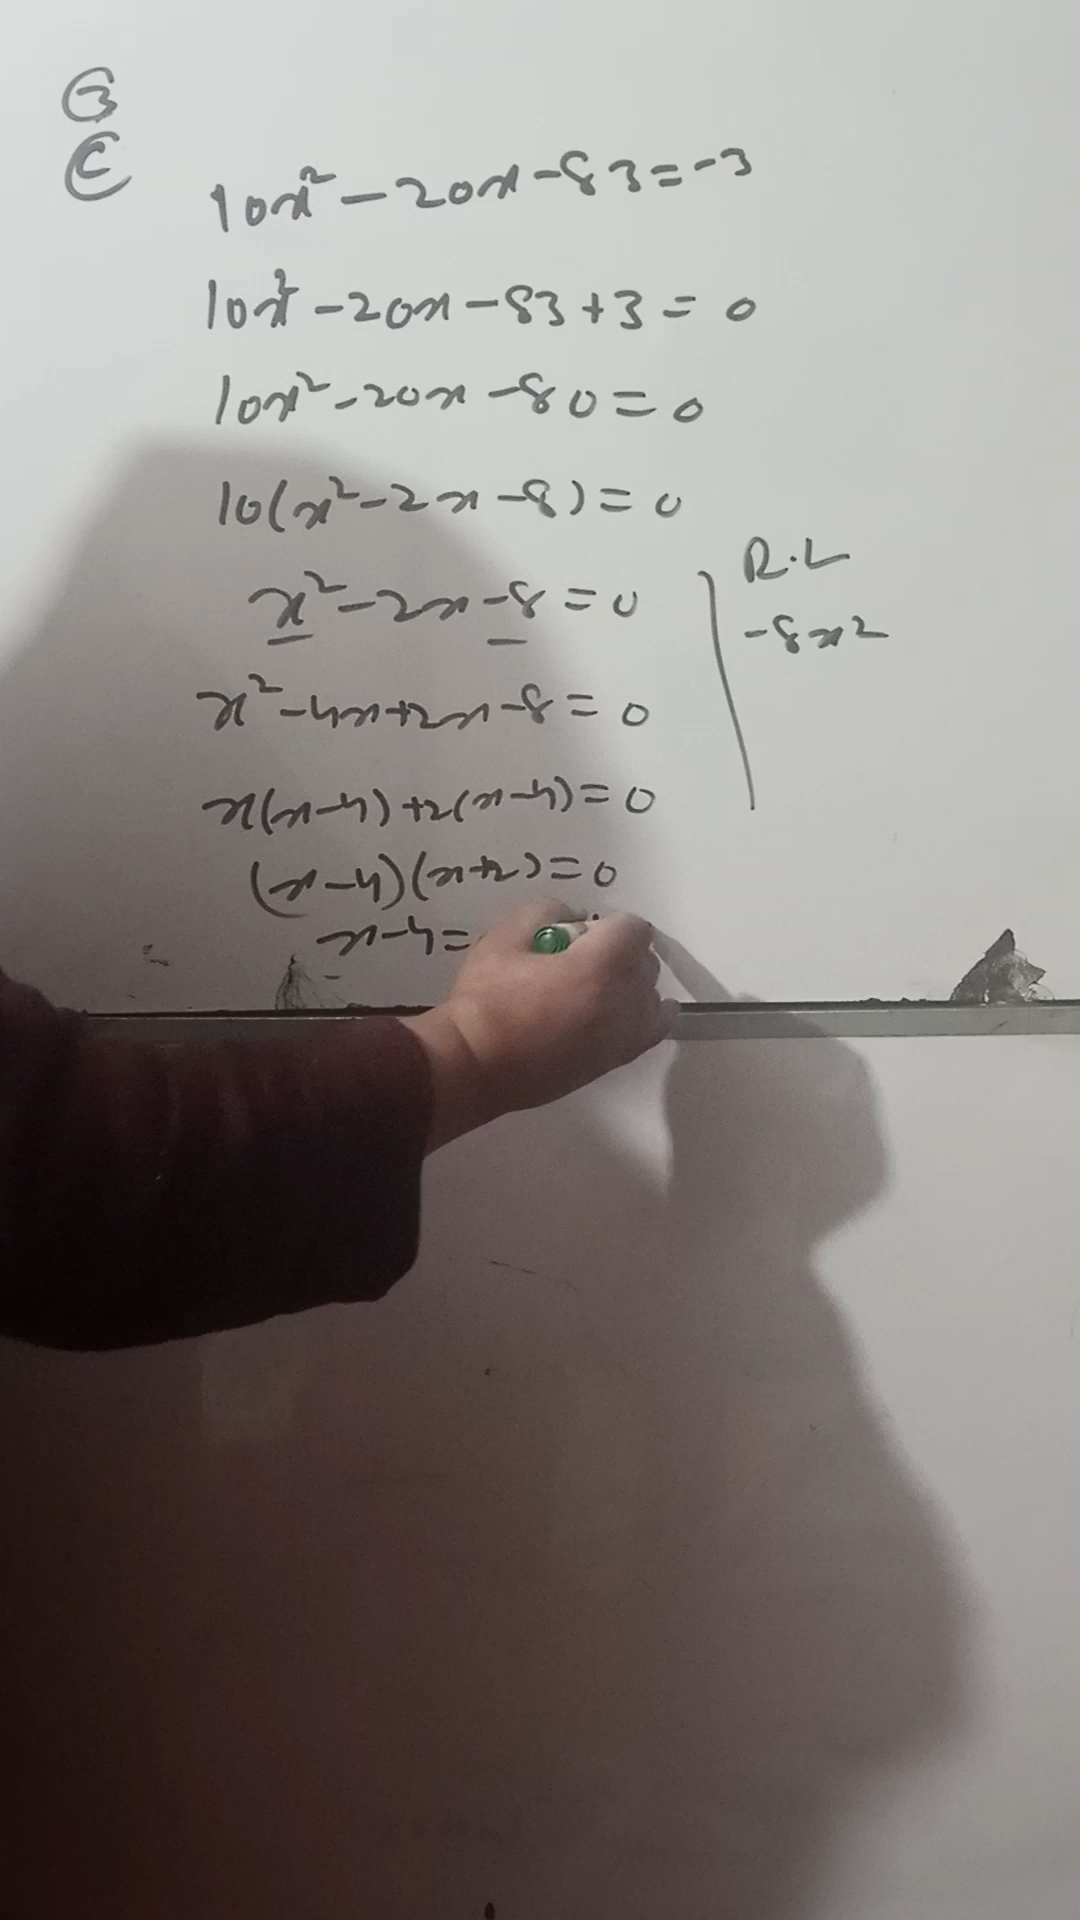 3
C
10x² - 20x - 83 = -3
10x² - 20x - 83 + 3 = 0
10x² - 20x - 80 = 0
10(x² - 2x - 8) = 0
x² - 2x - 8 = 0
x² - 4x + 2x - 8 = 0
x(x - 4) + 2(x - 4) = 0
(x - 4)(x + 2) = 0
x - 4 =
-8x²